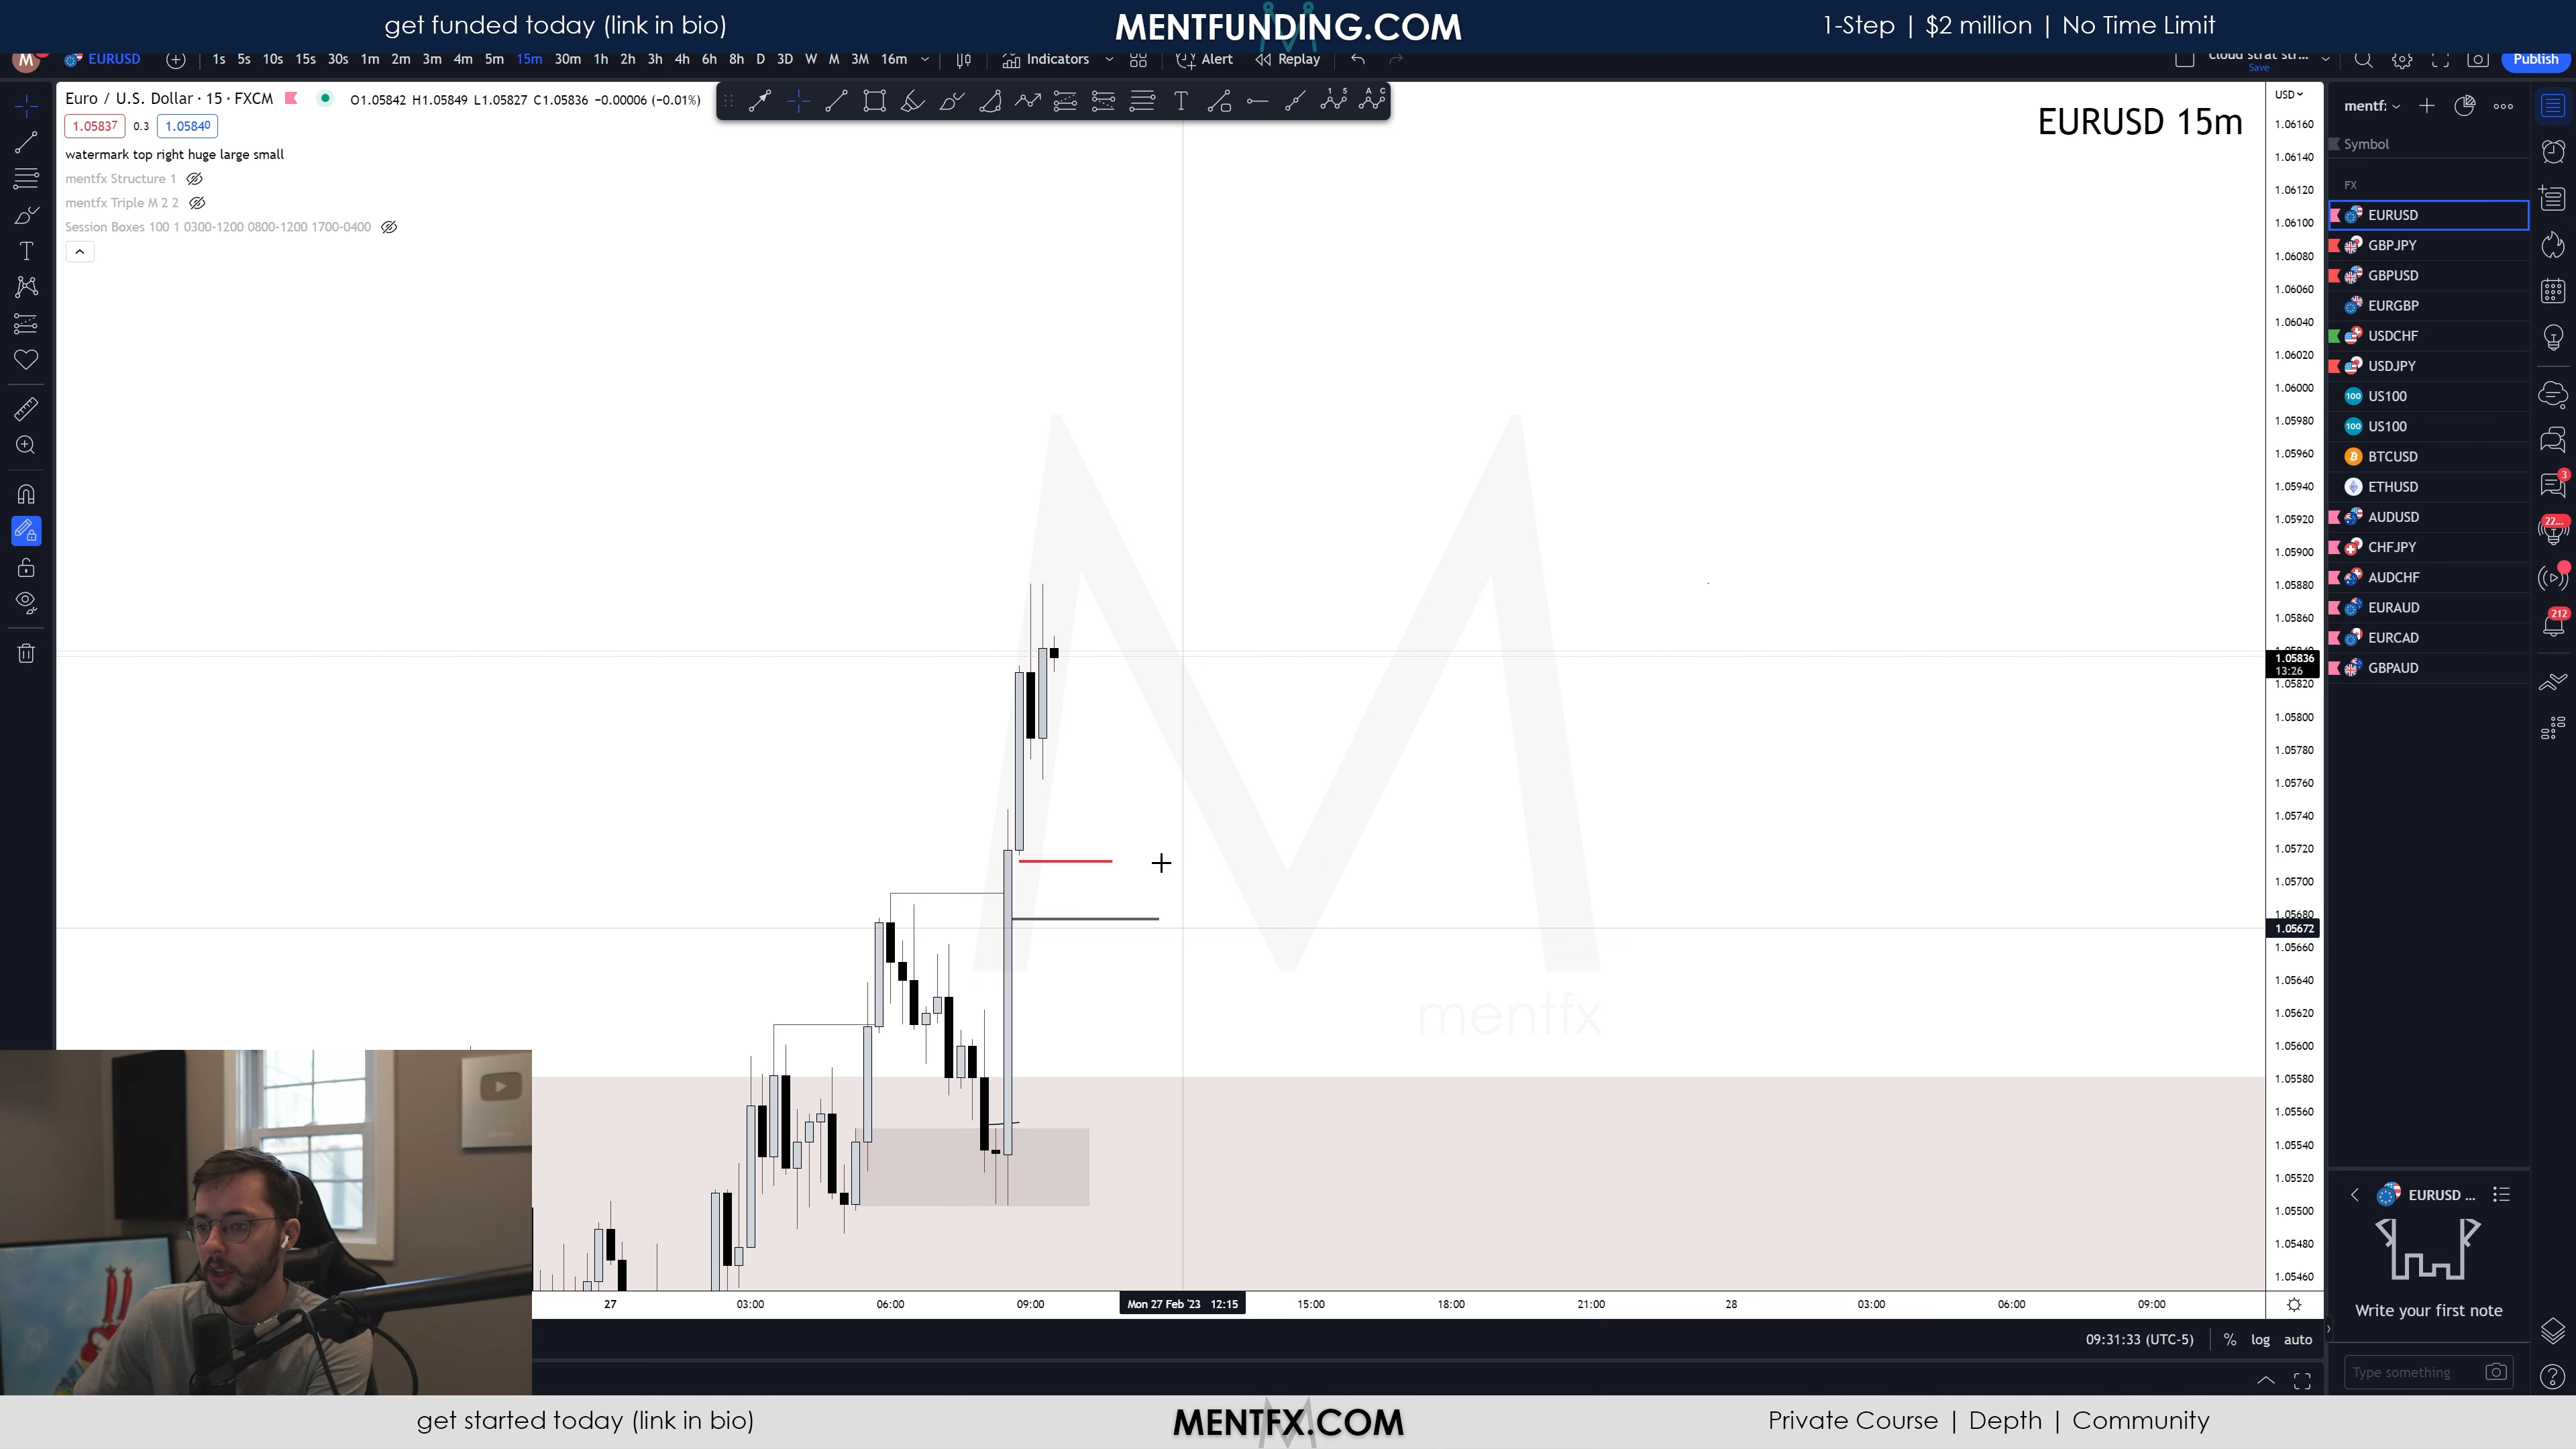 get funded today (link in bio)
MENTFUNDING.COM
1-Step | $2 million | No Time Limit
M
EURUSD
1s 5s 10s 15s 30s 1m 2m 3m 4m 5m 15m 30m 1h 2h 3h 4h 6h 8h D 3D W M 3M 16m
Indicators
Alert
Replay
Save
Publish
Euro / U.S. Dollar · 15 · FXCM
O1.05842 H1.05849 L1.05827 C1.05836 −0.00006 (−0.01%)
1.05837 0.3 1.05840
watermark top right huge large small
mentfx Structure 1
mentfx Triple M 2 2
Session Boxes 100 1 0300-1200 0800-1200 1700-0400
EURUSD 15m
mentfx
USD
1.06160
1.06140
1.06120
1.06100
1.06080
1.06060
1.06040
1.06020
1.06000
1.05980
1.05960
1.05940
1.05920
1.05900
1.05880
1.05860
1.05836
13:26
1.05820
1.05800
1.05780
1.05760
1.05740
1.05720
1.05700
1.05680
1.05672
1.05660
1.05640
1.05620
1.05600
1.05580
1.05560
1.05540
1.05520
1.05500
1.05480
1.05460
27 03:00 06:00 09:00 Mon 27 Feb '23 12:15 15:00 18:00 21:00 28 03:00 06:00 09:00
09:31:33 (UTC-5) % log auto
mentf:
Symbol
FX
EURUSD
GBPJPY
GBPUSD
EURGBP
USDCHF
USDJPY
100 US100
100 US100
BTCUSD
ETHUSD
AUDUSD
CHFJPY
AUDCHF
EURAUD
EURCAD
GBPAUD
3
22...
212
EURUSD ...
Write your first note
Type something
get started today (link in bio)
MENTFX.COM
Private Course | Depth | Community